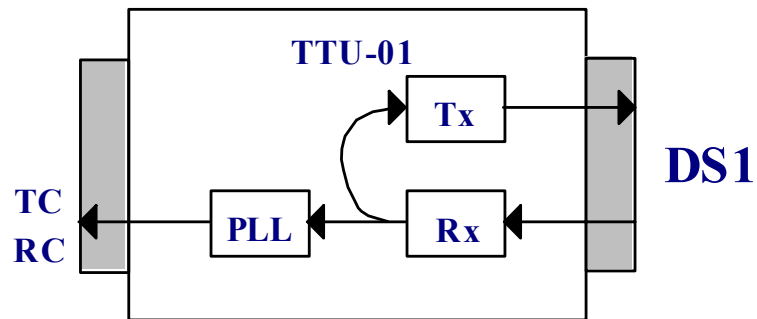 TTU-01
Tx
DS1
TC
RC
PLL
Rx